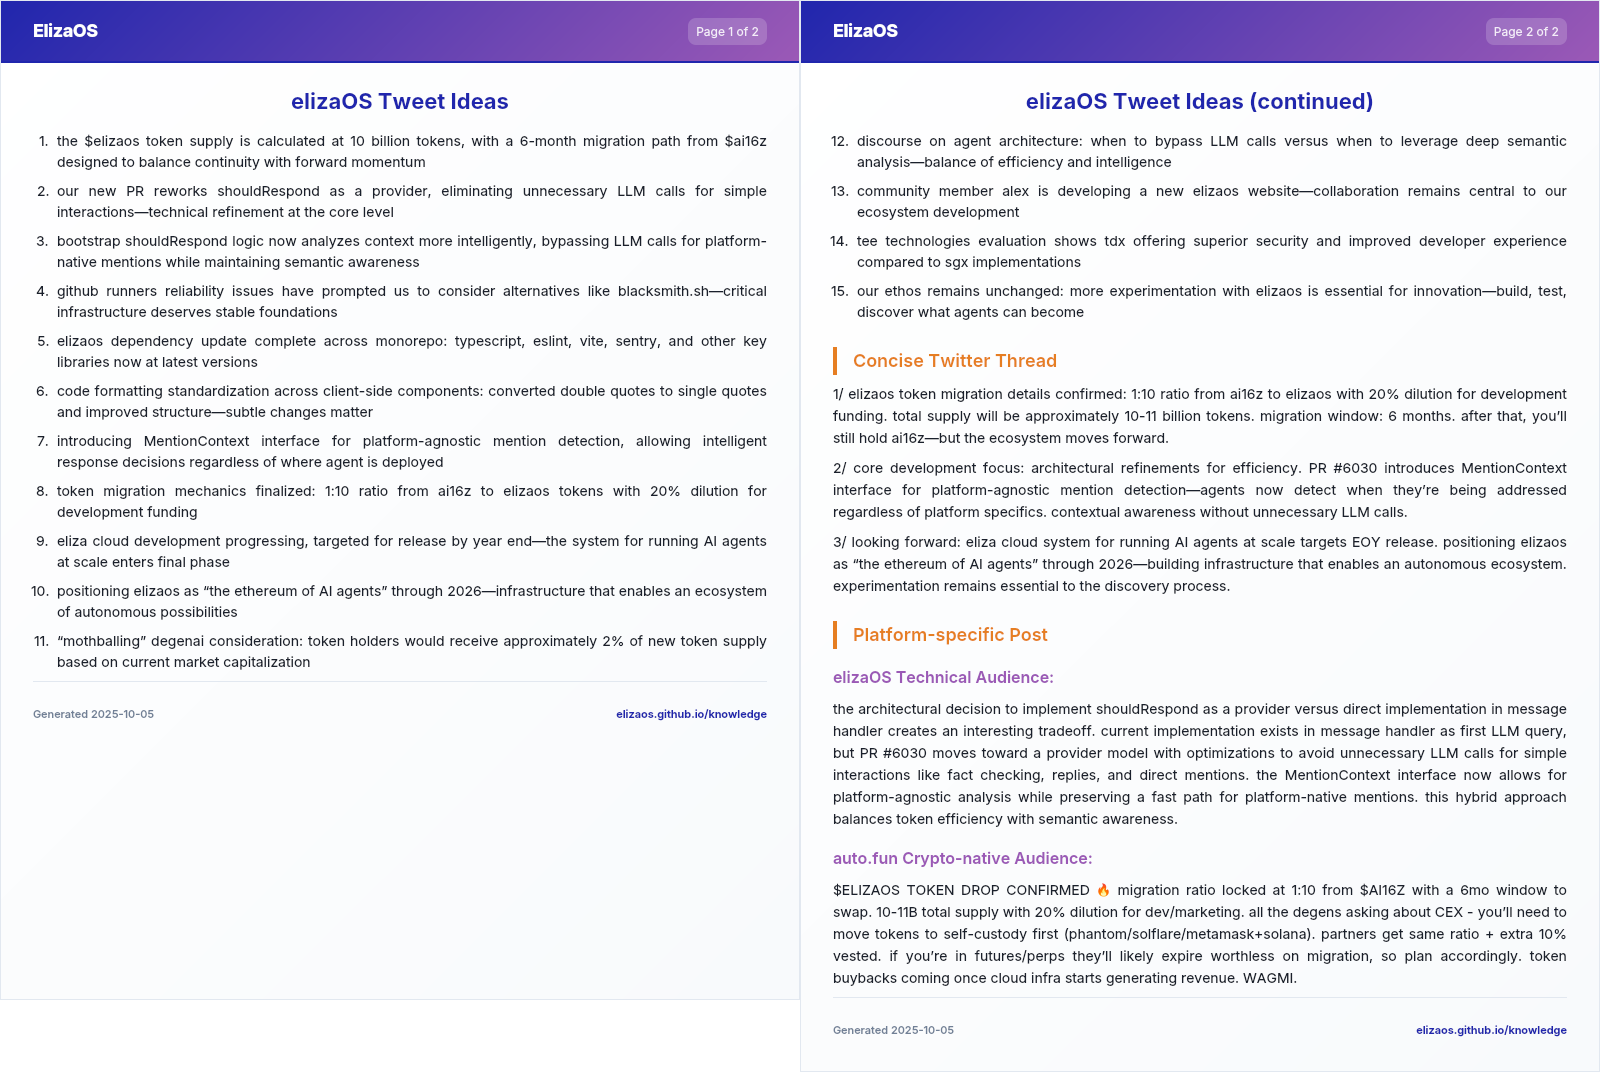 ElizaOS
Page 1 of 2
elizaOS Tweet Ideas
1. the $elizaos token supply is calculated at 10 billion tokens, with a 6-month migration path from $ai16z
designed to balance continuity with forward momentum
2. our new PR reworks shouldRespond as a provider, eliminating unnecessary LLM calls for simple
interactions—technical refinement at the core level
3. bootstrap shouldRespond logic now analyzes context more intelligently, bypassing LLM calls for platform-
native mentions while maintaining semantic awareness
4. github runners reliability issues have prompted us to consider alternatives like blacksmith.sh—critical
infrastructure deserves stable foundations
5. elizaos dependency update complete across monorepo: typescript, eslint, vite, sentry, and other key
libraries now at latest versions
6. code formatting standardization across client-side components: converted double quotes to single quotes
and improved structure—subtle changes matter
7. introducing MentionContext interface for platform-agnostic mention detection, allowing intelligent
response decisions regardless of where agent is deployed
8. token migration mechanics finalized: 1:10 ratio from ai16z to elizaos tokens with 20% dilution for
development funding
9. eliza cloud development progressing, targeted for release by year end—the system for running AI agents
at scale enters final phase
10. positioning elizaos as “the ethereum of AI agents” through 2026—infrastructure that enables an ecosystem
of autonomous possibilities
11. “mothballing” degenai consideration: token holders would receive approximately 2% of new token supply
based on current market capitalization
Generated 2025-10-05
elizaos.github.io/knowledge
ElizaOS
Page 2 of 2
elizaOS Tweet Ideas (continued)
12. discourse on agent architecture: when to bypass LLM calls versus when to leverage deep semantic
analysis—balance of efficiency and intelligence
13. community member alex is developing a new elizaos website—collaboration remains central to our
ecosystem development
14. tee technologies evaluation shows tdx offering superior security and improved developer experience
compared to sgx implementations
15. our ethos remains unchanged: more experimentation with elizaos is essential for innovation—build, test,
discover what agents can become
Concise Twitter Thread
1/ elizaos token migration details confirmed: 1:10 ratio from ai16z to elizaos with 20% dilution for development
funding. total supply will be approximately 10-11 billion tokens. migration window: 6 months. after that, you’ll
still hold ai16z—but the ecosystem moves forward.
2/ core development focus: architectural refinements for efficiency. PR #6030 introduces MentionContext
interface for platform-agnostic mention detection—agents now detect when they’re being addressed
regardless of platform specifics. contextual awareness without unnecessary LLM calls.
3/ looking forward: eliza cloud system for running AI agents at scale targets EOY release. positioning elizaos
as “the ethereum of AI agents” through 2026—building infrastructure that enables an autonomous ecosystem.
experimentation remains essential to the discovery process.
Platform-specific Post
elizaOS Technical Audience:
the architectural decision to implement shouldRespond as a provider versus direct implementation in message
handler creates an interesting tradeoff. current implementation exists in message handler as first LLM query,
but PR #6030 moves toward a provider model with optimizations to avoid unnecessary LLM calls for simple
interactions like fact checking, replies, and direct mentions. the MentionContext interface now allows for
platform-agnostic analysis while preserving a fast path for platform-native mentions. this hybrid approach
balances token efficiency with semantic awareness.
auto.fun Crypto-native Audience:
$ELIZAOS TOKEN DROP CONFIRMED 🔥 migration ratio locked at 1:10 from $AI16Z with a 6mo window to
swap. 10-11B total supply with 20% dilution for dev/marketing. all the degens asking about CEX - you’ll need to
move tokens to self-custody first (phantom/solflare/metamask+solana). partners get same ratio + extra 10%
vested. if you’re in futures/perps they’ll likely expire worthless on migration, so plan accordingly. token
buybacks coming once cloud infra starts generating revenue. WAGMI.
Generated 2025-10-05
elizaos.github.io/knowledge